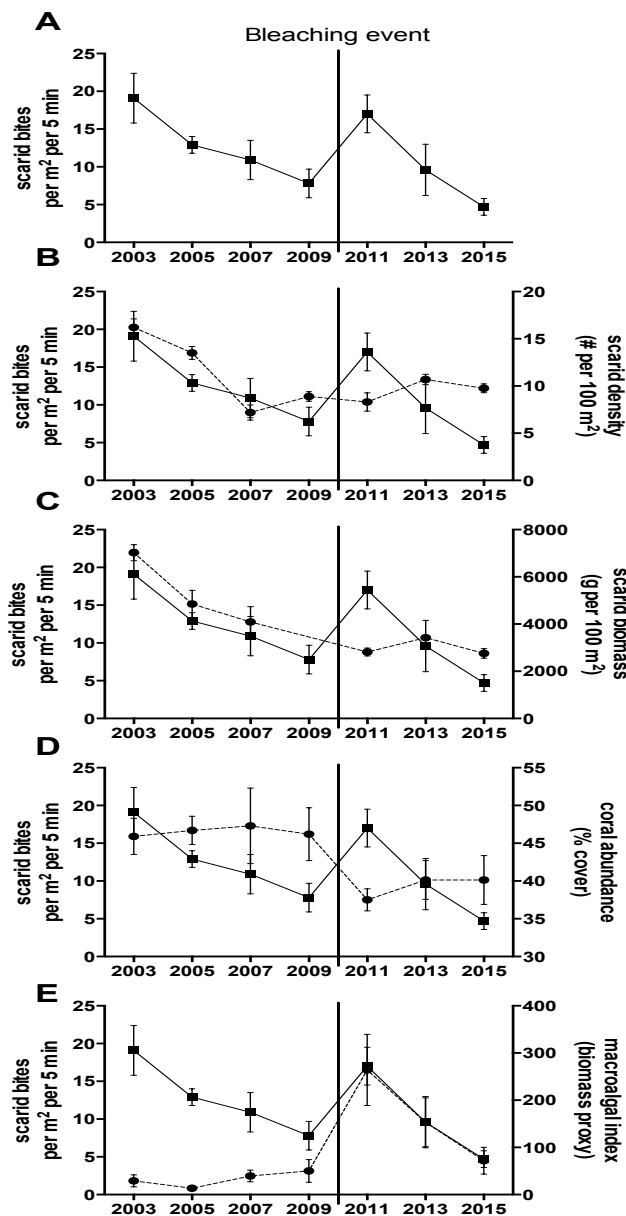 A
Bleaching event
25
20
15
10
5
0
scarid bites
per m² per 5 min
2003 2005 2007 2009 2011 2013 2015
B
25
20
15
10
5
0
scarid bites
per m² per 5 min
20
15
10
5
0
scarid density
(# per 100 m²)
2003 2005 2007 2009 2011 2013 2015
C
25
20
15
10
5
0
scarid bites
per m² per 5 min
8000
6000
4000
2000
0
scarid biomass
(g per 100 m²)
2003 2005 2007 2009 2011 2013 2015
D
25
20
15
10
5
0
scarid bites
per m² per 5 min
55
50
45
40
35
30
coral abundance
(% cover)
2003 2005 2007 2009 2011 2013 2015
E
25
20
15
10
5
0
scarid bites
per m² per 5 min
400
300
200
100
0
macroalgal index
(biomass proxy)
2003 2005 2007 2009 2011 2013 2015